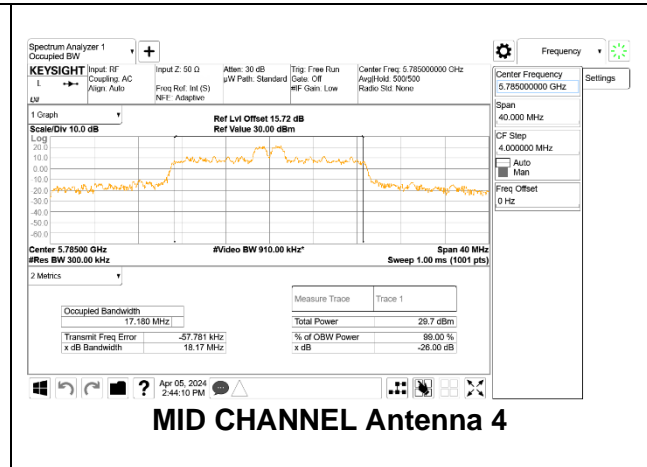 Spectrum Analyzer 1
Occupied BW
+
Frequency
KEYSIGHT
Input: RF
Coupling: AC
Align: Auto
Input Z: 50 Ω
Freq Ref: Int (S)
NFE: Adaptive
Atten: 30 dB
µW Path: Standard
Trig: Free Run
Gate: Off
#IF Gain: Low
Center Freq: 5.785000000 GHz
Avg|Hold: 500/500
Radio Std: None
L
Center Frequency
5.785000000 GHz
Settings
Span
40.000 MHz
CF Step
4.000000 MHz
Auto
Man
Freq Offset
0 Hz
1 Graph
Scale/Div 10.0 dB
Ref Lvl Offset 15.72 dB
Ref Value 30.00 dBm
Log
20.0
10.0
0.00
-10.0
-20.0
-30.0
-40.0
-50.0
-60.0
Center 5.78500 GHz
#Res BW 300.00 kHz
#Video BW 910.00 kHz*
Span 40 MHz
Sweep 1.00 ms (1001 pts)
2 Metrics
Measure Trace Trace 1
Occupied Bandwidth
17.180 MHz
Total Power 29.7 dBm
Transmit Freq Error -57.781 kHz
% of OBW Power 99.00 %
x dB Bandwidth 18.17 MHz
x dB -26.00 dB
?
Apr 05, 2024
2:44:10 PM
MID CHANNEL Antenna 4